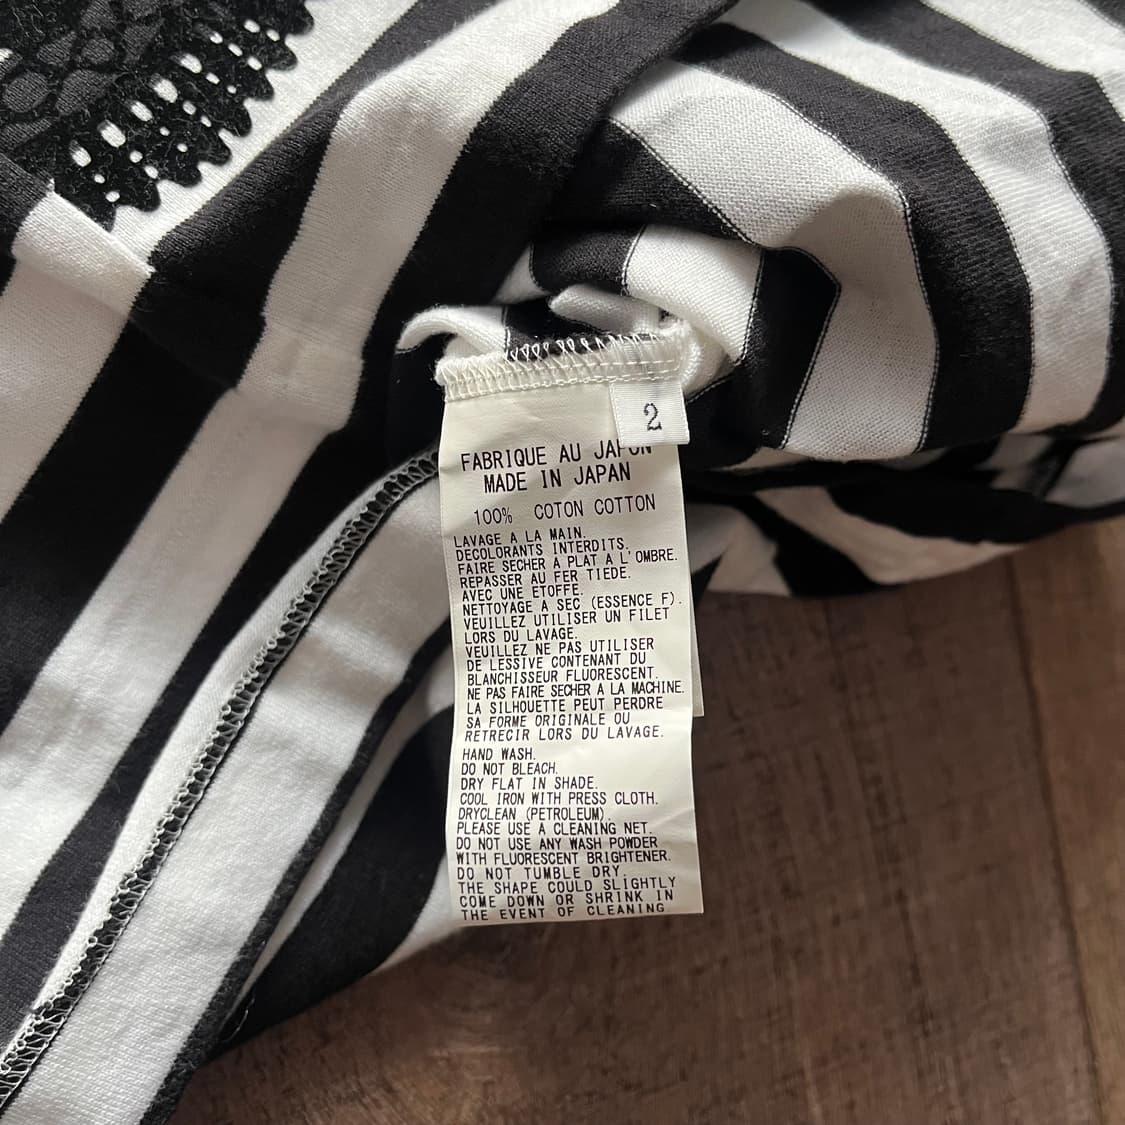 2
FABRIQUE AU JAPON
MADE IN JAPAN
100% COTON COTTON
LAVAGE A LA MAIN.
DECOLORANTS INTERDITS.
FAIRE SECHER A PLAT A L'OMBRE.
REPASSER AU FER TIEDE.
AVEC UNE ETOFFE.
NETTOYAGE A SEC (ESSENCE F).
VEUILLEZ UTILISER UN FILET
LORS DU LAVAGE.
VEUILLEZ NE PAS UTILISER
DE LESSIVE CONTENANT DU
BLANCHISSEUR FLUORESCENT.
NE PAS FAIRE SECHER A LA MACHINE.
LA SILHOUETTE PEUT PERDRE
SA FORME ORIGINALE OU
RETRECIR LORS DU LAVAGE.
HAND WASH.
DO NOT BLEACH.
DRY FLAT IN SHADE.
COOL IRON WITH PRESS CLOTH.
DRYCLEAN (PETROLEUM).
PLEASE USE A CLEANING NET.
DO NOT USE ANY WASH POWDER
WITH FLUORESCENT BRIGHTENER.
DO NOT TUMBLE DRY.
THE SHAPE COULD SLIGHTLY
COME DOWN OR SHRINK IN
THE EVENT OF CLEANING